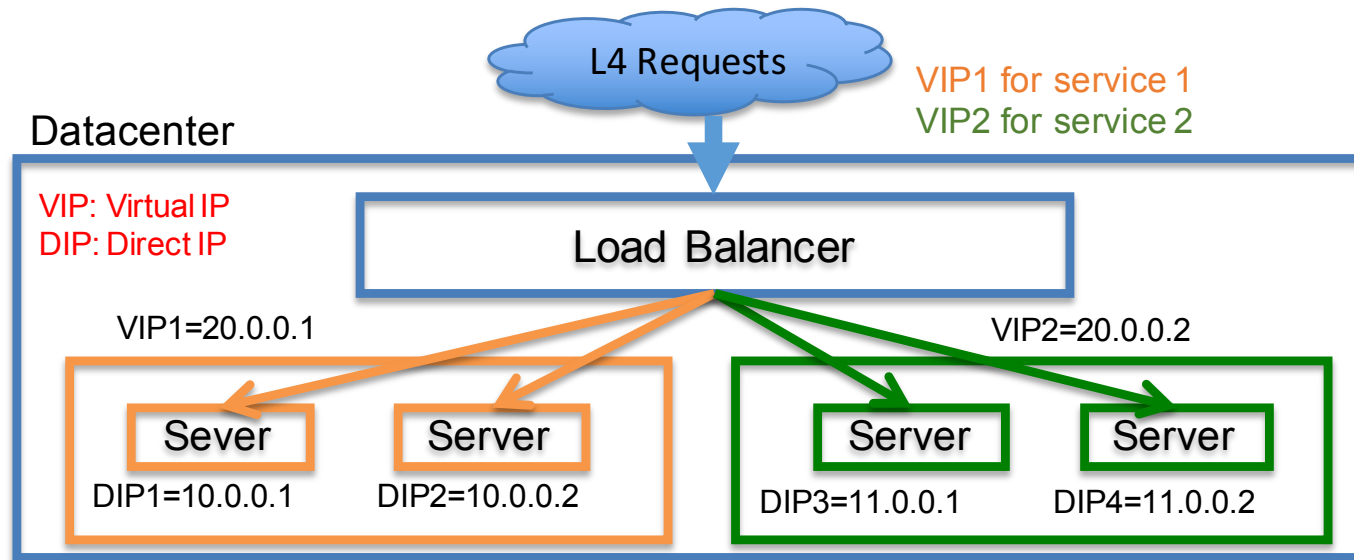 L4 Requests
VIP1 for service 1
VIP2 for service 2
Datacenter
VIP: Virtual IP
DIP: Direct IP
Load Balancer
VIP1=20.0.0.1
VIP2=20.0.0.2
Sever
Server
Server
Server
DIP1=10.0.0.1
DIP2=10.0.0.2
DIP3=11.0.0.1
DIP4=11.0.0.2